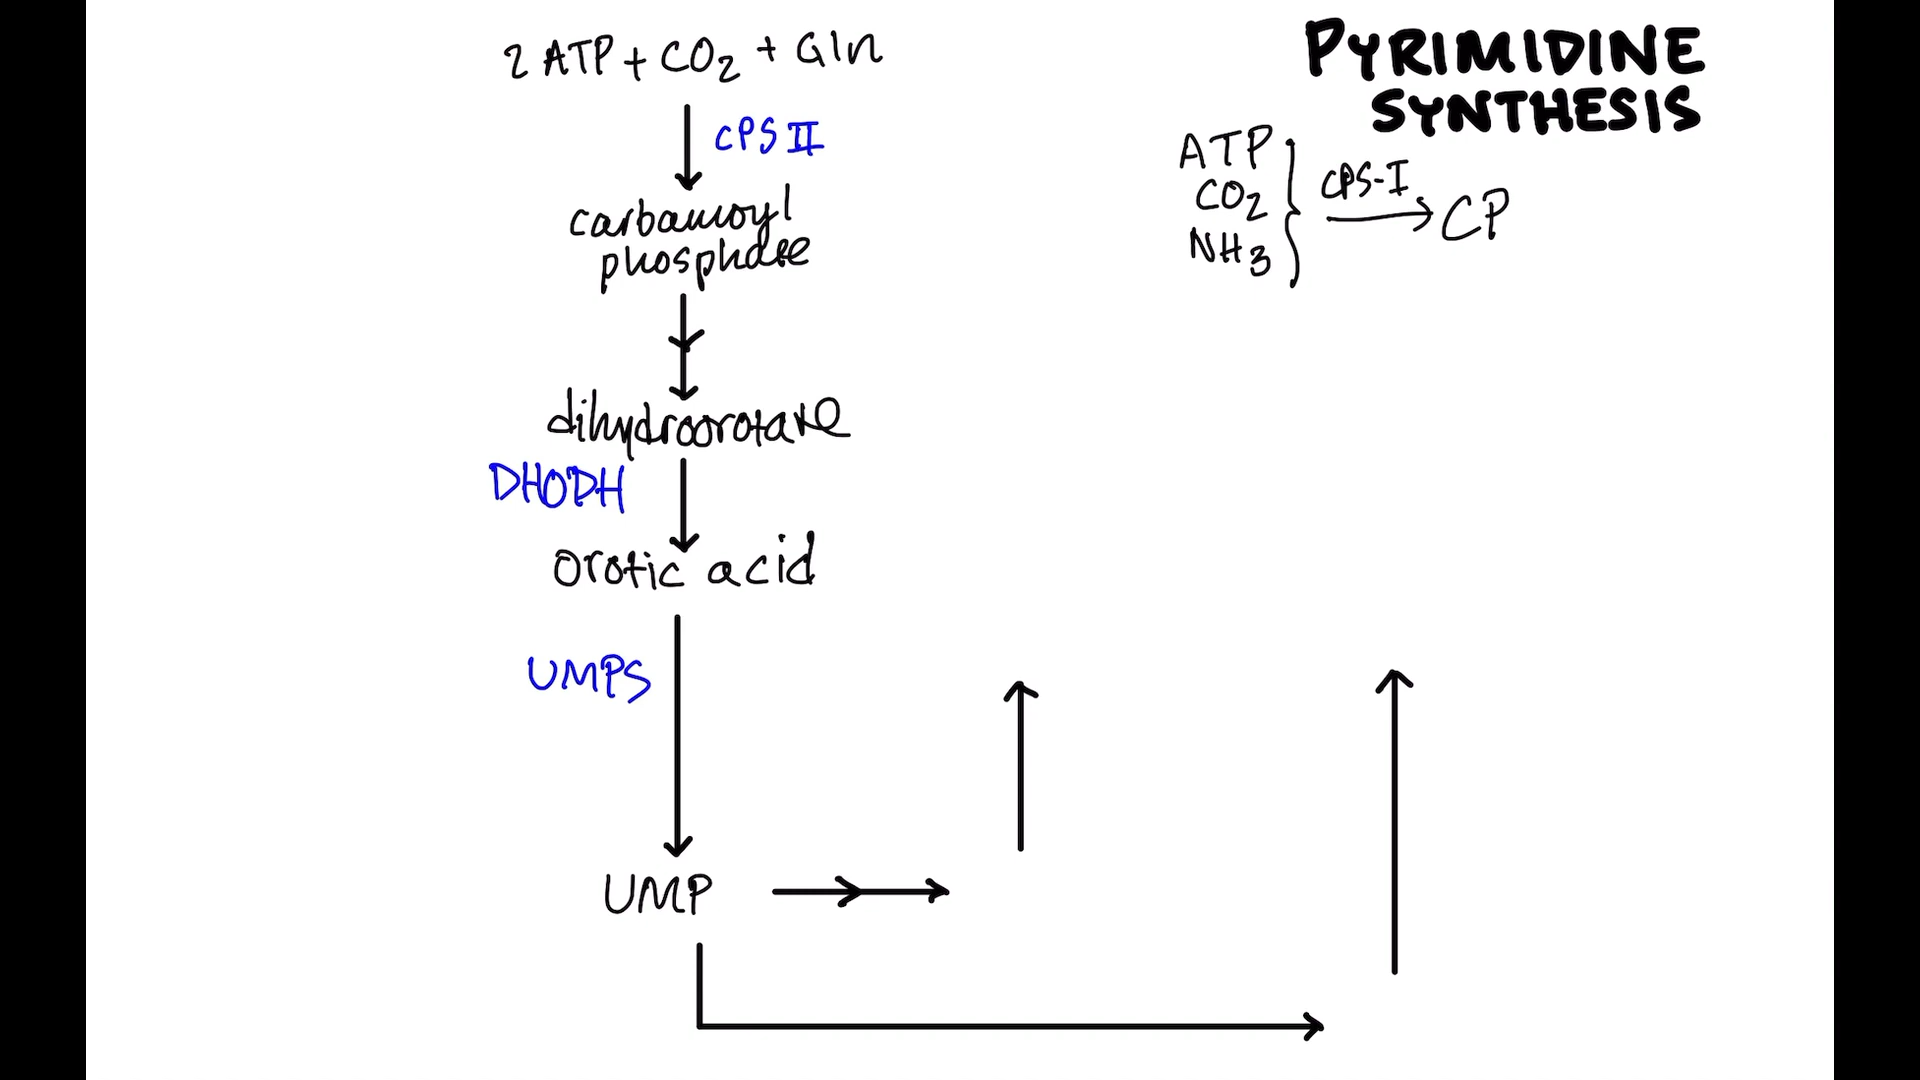 PYRIMIDINE
SYNTHESIS
2 ATP + CO2 + Gln
CPS II
carbamoyl
phosphate
dihydroorotate
DHODH
orotic acid
UMPS
UMP
ATP
CO2
NH3
CPS-I
CP